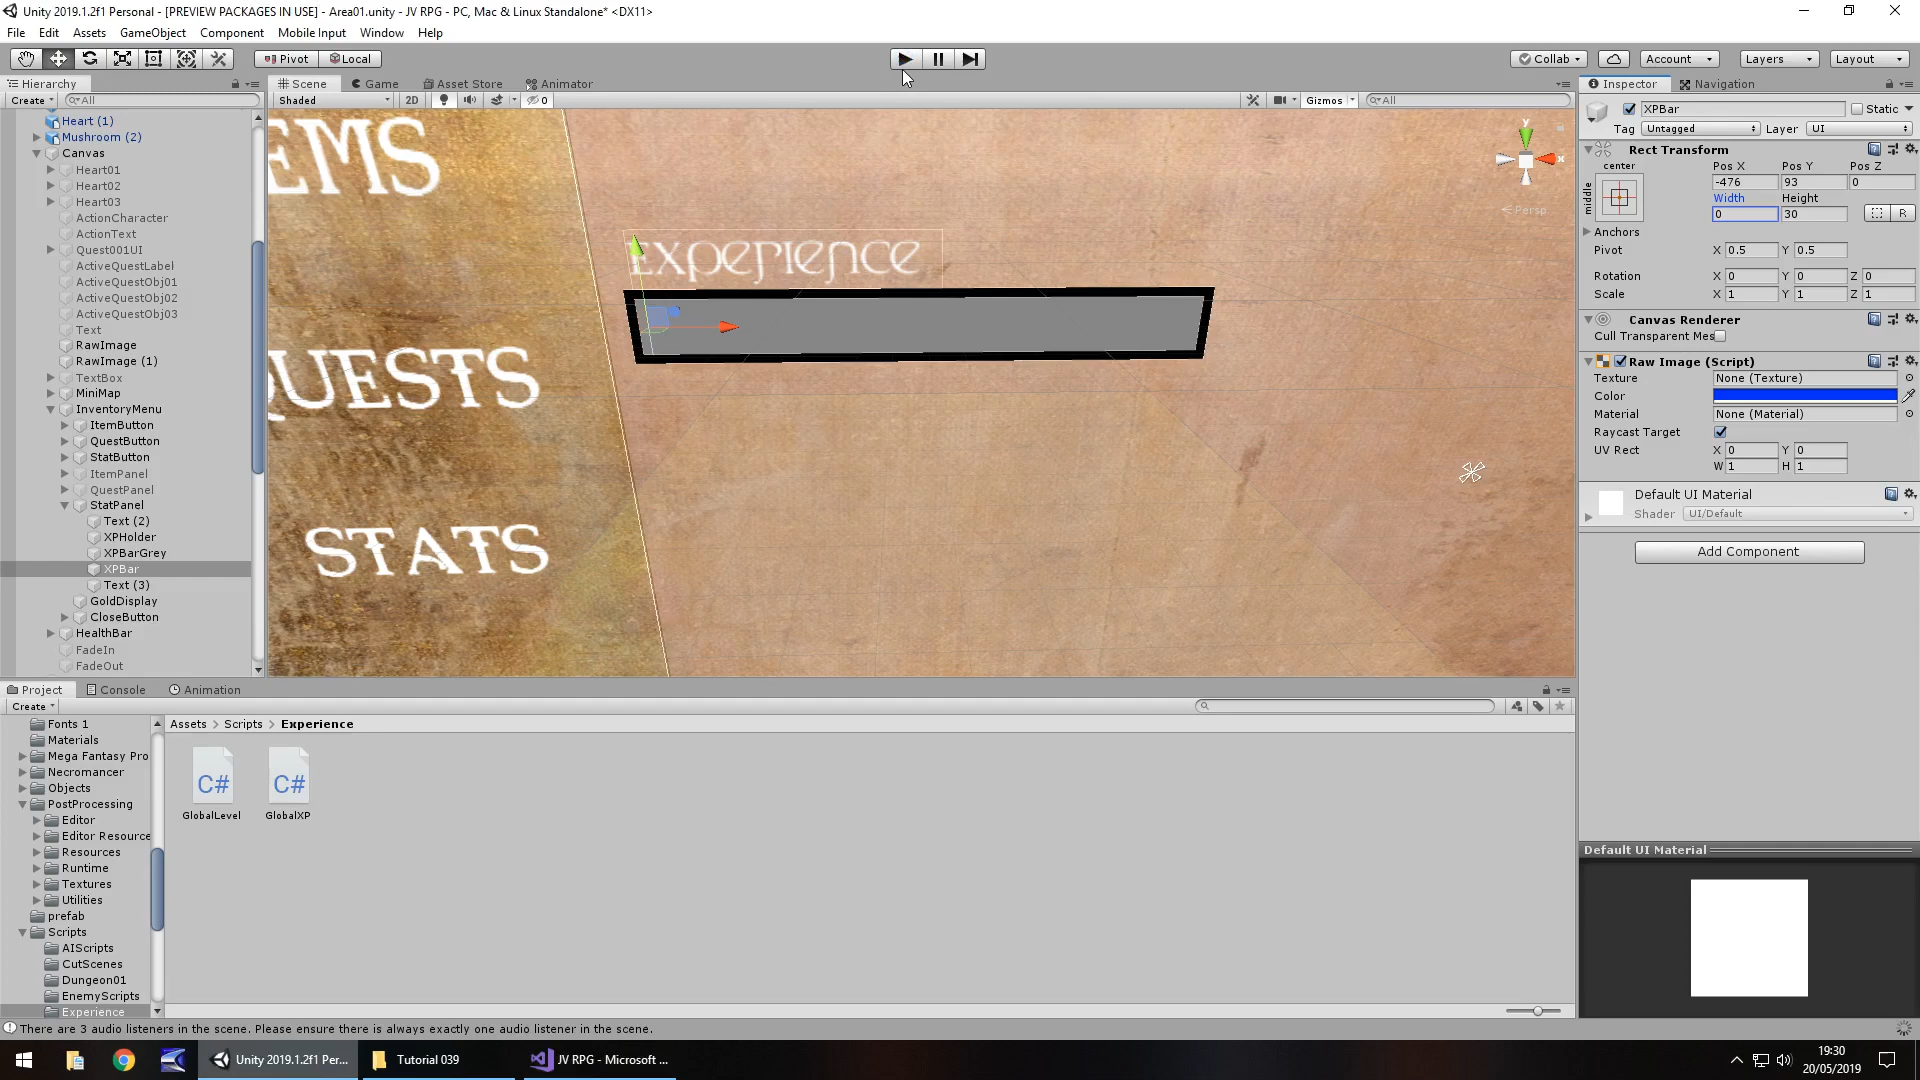 Unity 2019.1.2f1 Personal - [PREVIEW PACKAGES IN USE] - Area01.unity - JV RPG - PC, Mac & Linux Standalone* <DX11>
File Edit Assets GameObject Component Mobile Input Window Help
Pivot Local Collab Account Layers Layout
Hierarchy Scene Game Asset Store Animator Inspector Navigation
Create All Shaded 2D 0 Gizmos All
Heart (1)
Mushroom (2)
Canvas
Heart01
Heart02
Heart03
ActionCharacter
ActionText
Quest001UI
ActiveQuestLabel
ActiveQuestObj01
ActiveQuestObj02
ActiveQuestObj03
Text
RawImage
RawImage (1)
TextBox
MiniMap
InventoryMenu
ItemButton
QuestButton
StatButton
ItemPanel
QuestPanel
StatPanel
Text (2)
XPHolder
XPBarGrey
XPBar
Text (3)
GoldDisplay
CloseButton
HealthBar
FadeIn
FadeOut
EMS
Experience
QUESTS
STATS
y
x
Persp
XPBar Static
Tag Untagged Layer UI
Rect Transform
center Pos X Pos Y Pos Z
middle -476 93 0
Width Height
0 30 R
Anchors
Pivot X 0.5 Y 0.5
Rotation X 0 Y 0 Z 0
Scale X 1 Y 1 Z 1
Canvas Renderer
Cull Transparent Mes
Raw Image (Script)
Texture None (Texture)
Color
Material None (Material)
Raycast Target
UV Rect X 0 Y 0
W 1 H 1
Default UI Material
Shader UI/Default
Add Component
Default UI Material
Project Console Animation
Create
Fonts 1
Materials
Mega Fantasy Pro
Necromancer
Objects
PostProcessing
Editor
Editor Resource
Resources
Runtime
Textures
Utilities
prefab
Scripts
AIScripts
CutScenes
Dungeon01
EnemyScripts
Experience
Assets > Scripts > Experience
C# C#
GlobalLevel GlobalXP
There are 3 audio listeners in the scene. Please ensure there is always exactly one audio listener in the scene.
Unity 2019.1.2f1 Per... Tutorial 039 JV RPG - Microsoft ...
19:30
20/05/2019